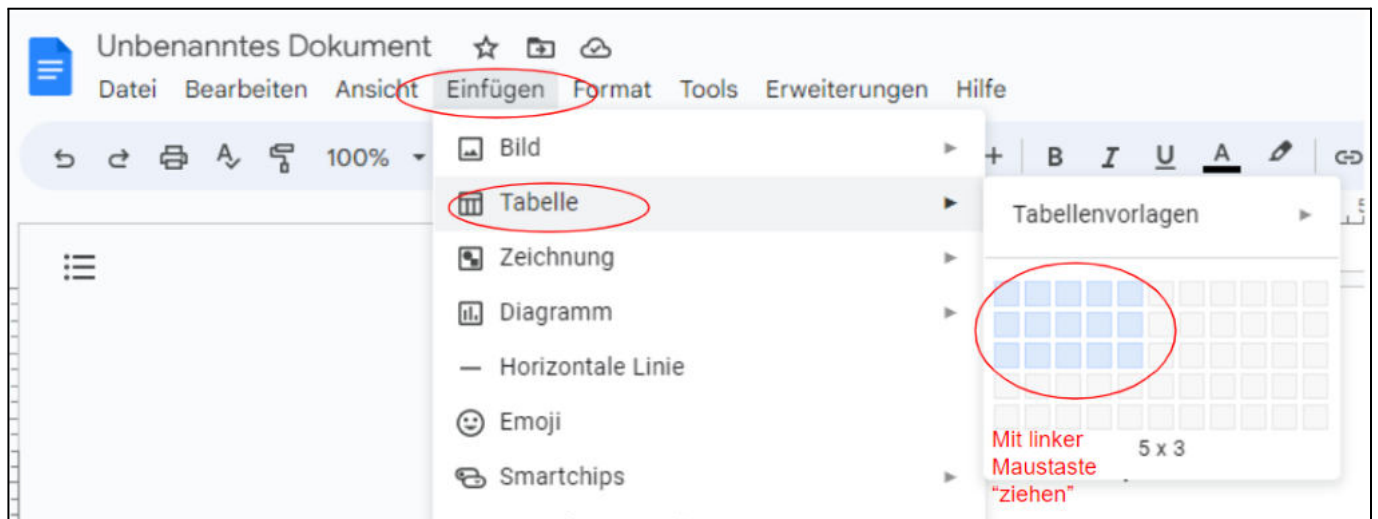 Unbenanntes Dokument
Datei Bearbeiten Ansicht Einfügen Format Tools Erweiterungen Hilfe
100% + B I U A
Bild
Tabelle
Zeichnung
Diagramm
Horizontale Linie
Emoji
Smartchips
Tabellenvorlagen
5 x 3
Mit linker
Maustaste
“ziehen”